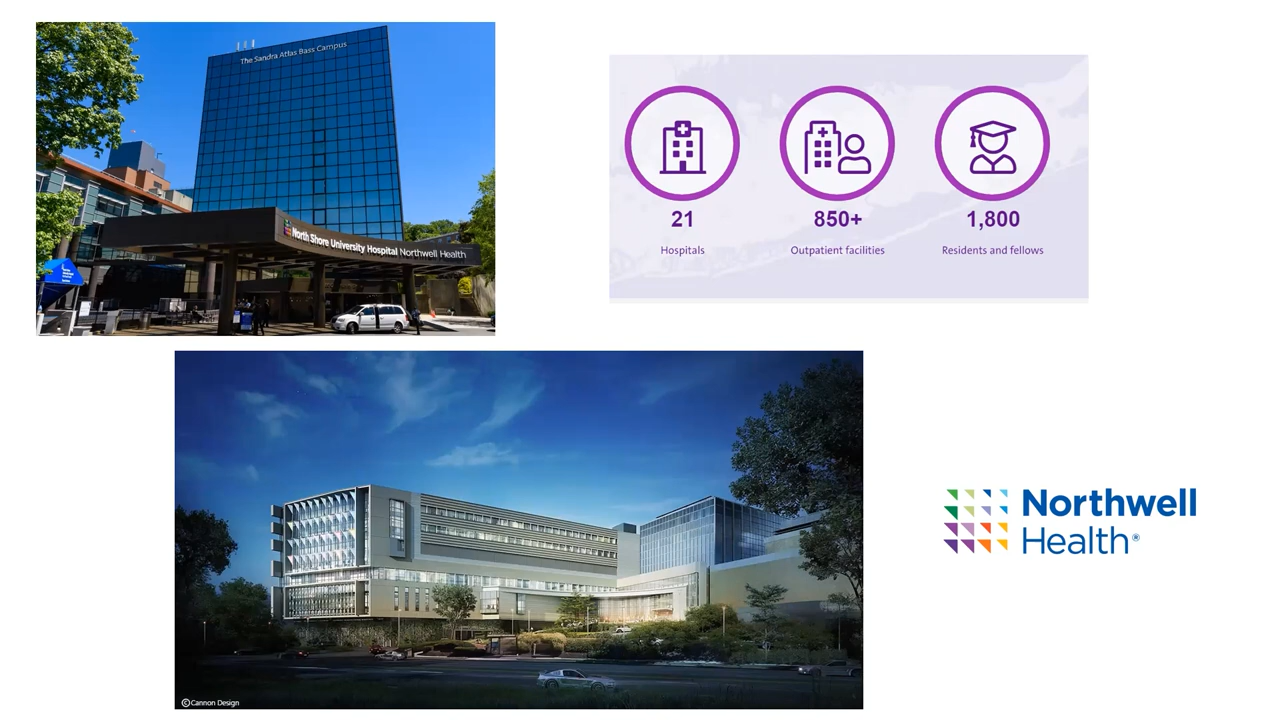 The Sandra Atlas Bass Campus
North Shore University Hospital Northwell Health
21
Hospitals
850+
Outpatient facilities
1,800
Residents and fellows
©Cannon Design
Northwell
Health®